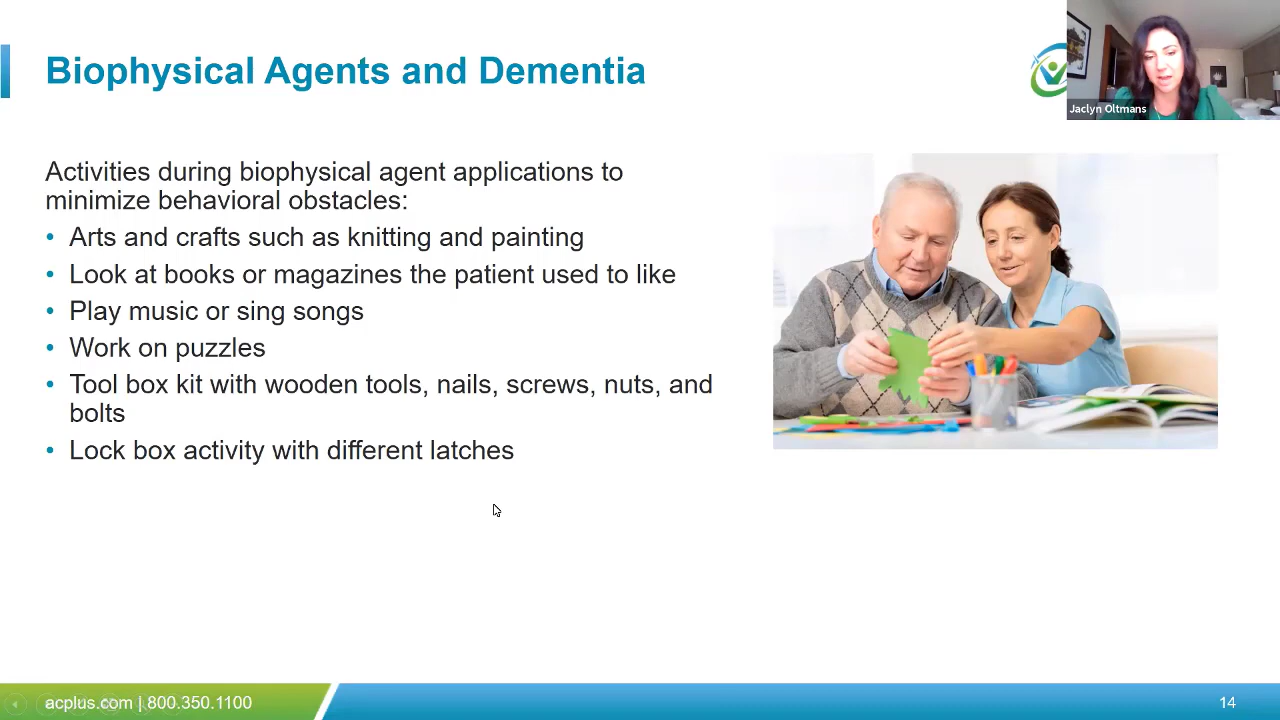 Biophysical Agents and Dementia
Jaclyn Oltmans
Activities during biophysical agent applications to
minimize behavioral obstacles:
• Arts and crafts such as knitting and painting
• Look at books or magazines the patient used to like
• Play music or sing songs
• Work on puzzles
• Tool box kit with wooden tools, nails, screws, nuts, and
bolts
• Lock box activity with different latches
acplus.com | 800.350.1100
14